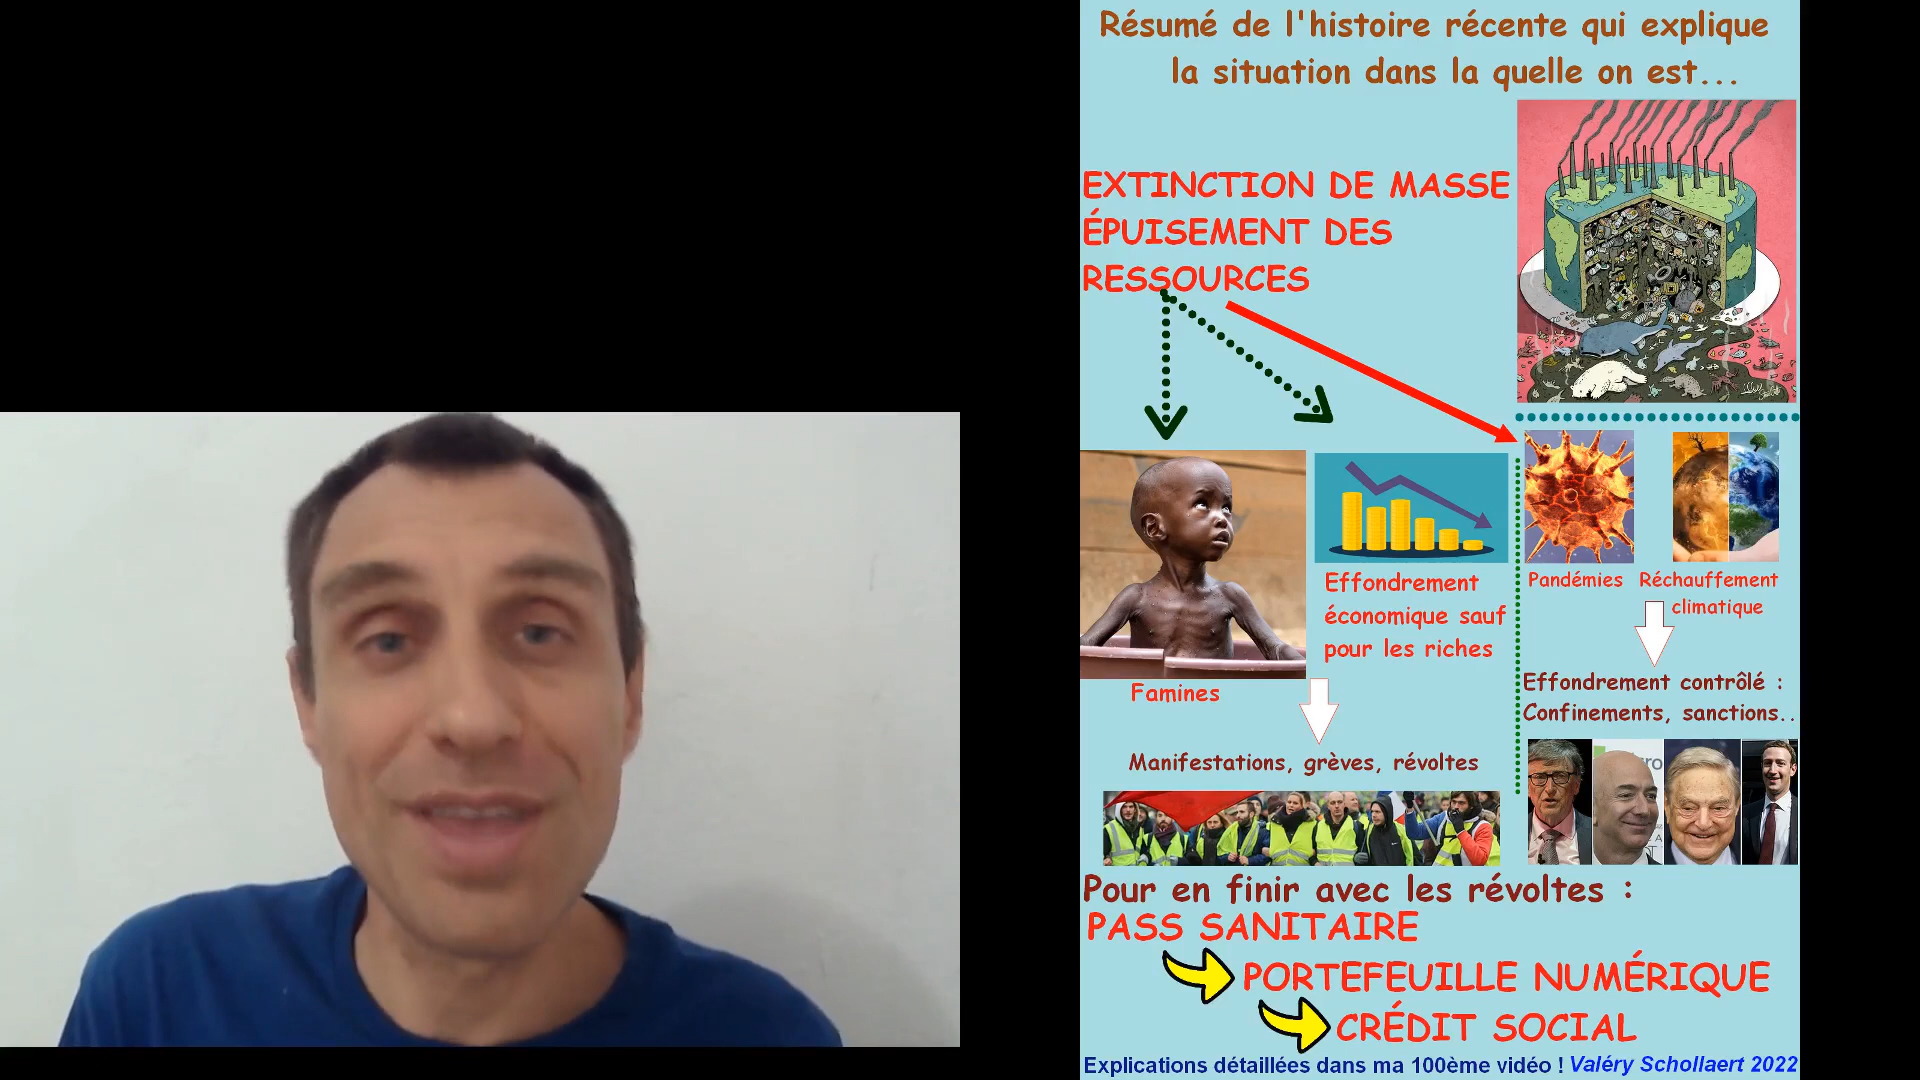 Résumé de l'histoire récente qui explique
la situation dans la quelle on est...
EXTINCTION DE MASSE
ÉPUISEMENT DES
RESSOURCES
Famines
Effondrement
économique sauf
pour les riches
Manifestations, grèves, révoltes
Pandémies
Réchauffement
climatique
Effondrement contrôlé :
Confinements, sanctions..
Pour en finir avec les révoltes :
PASS SANITAIRE
PORTEFEUILLE NUMÉRIQUE
CRÉDIT SOCIAL
Explications détaillées dans ma 100ème vidéo ! Valéry Schollaert 2022